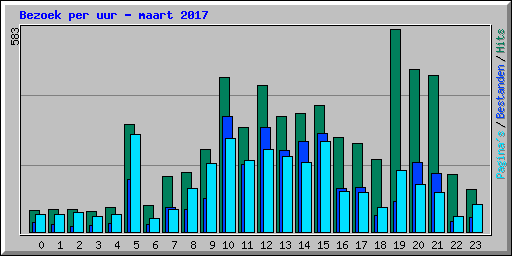 Bezoek per uur - maart 2017
583
Pagina's / Bestanden / Hits
0 1 2 3 4 5 6 7 8 9 10 11 12 13 14 15 16 17 18 19 20 21 22 23